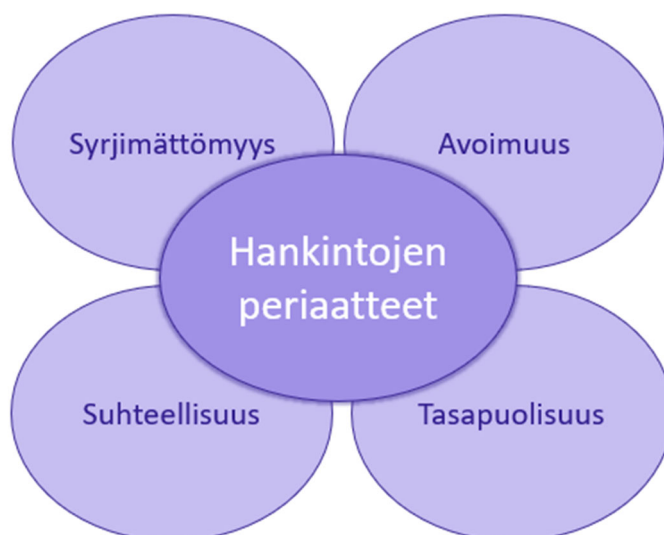 Syrjimättömyys
Avoimuus
Hankintojen
periaatteet
Suhteellisuus
Tasapuolisuus